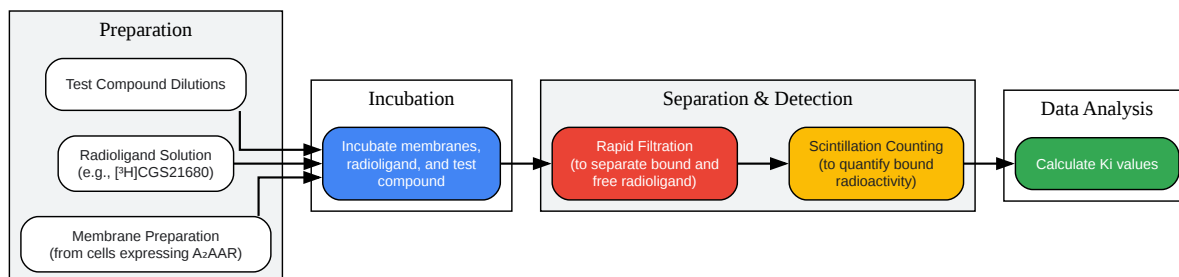 Preparation
Test Compound Dilutions
Radioligand Solution
(e.g., [³H]CGS21680)
Membrane Preparation
(from cells expressing A₂AAR)
Incubation
Incubate membranes,
radioligand, and test
compound
Separation & Detection
Rapid Filtration
(to separate bound and
free radioligand)
Scintillation Counting
(to quantify bound
radioactivity)
Data Analysis
Calculate Ki values